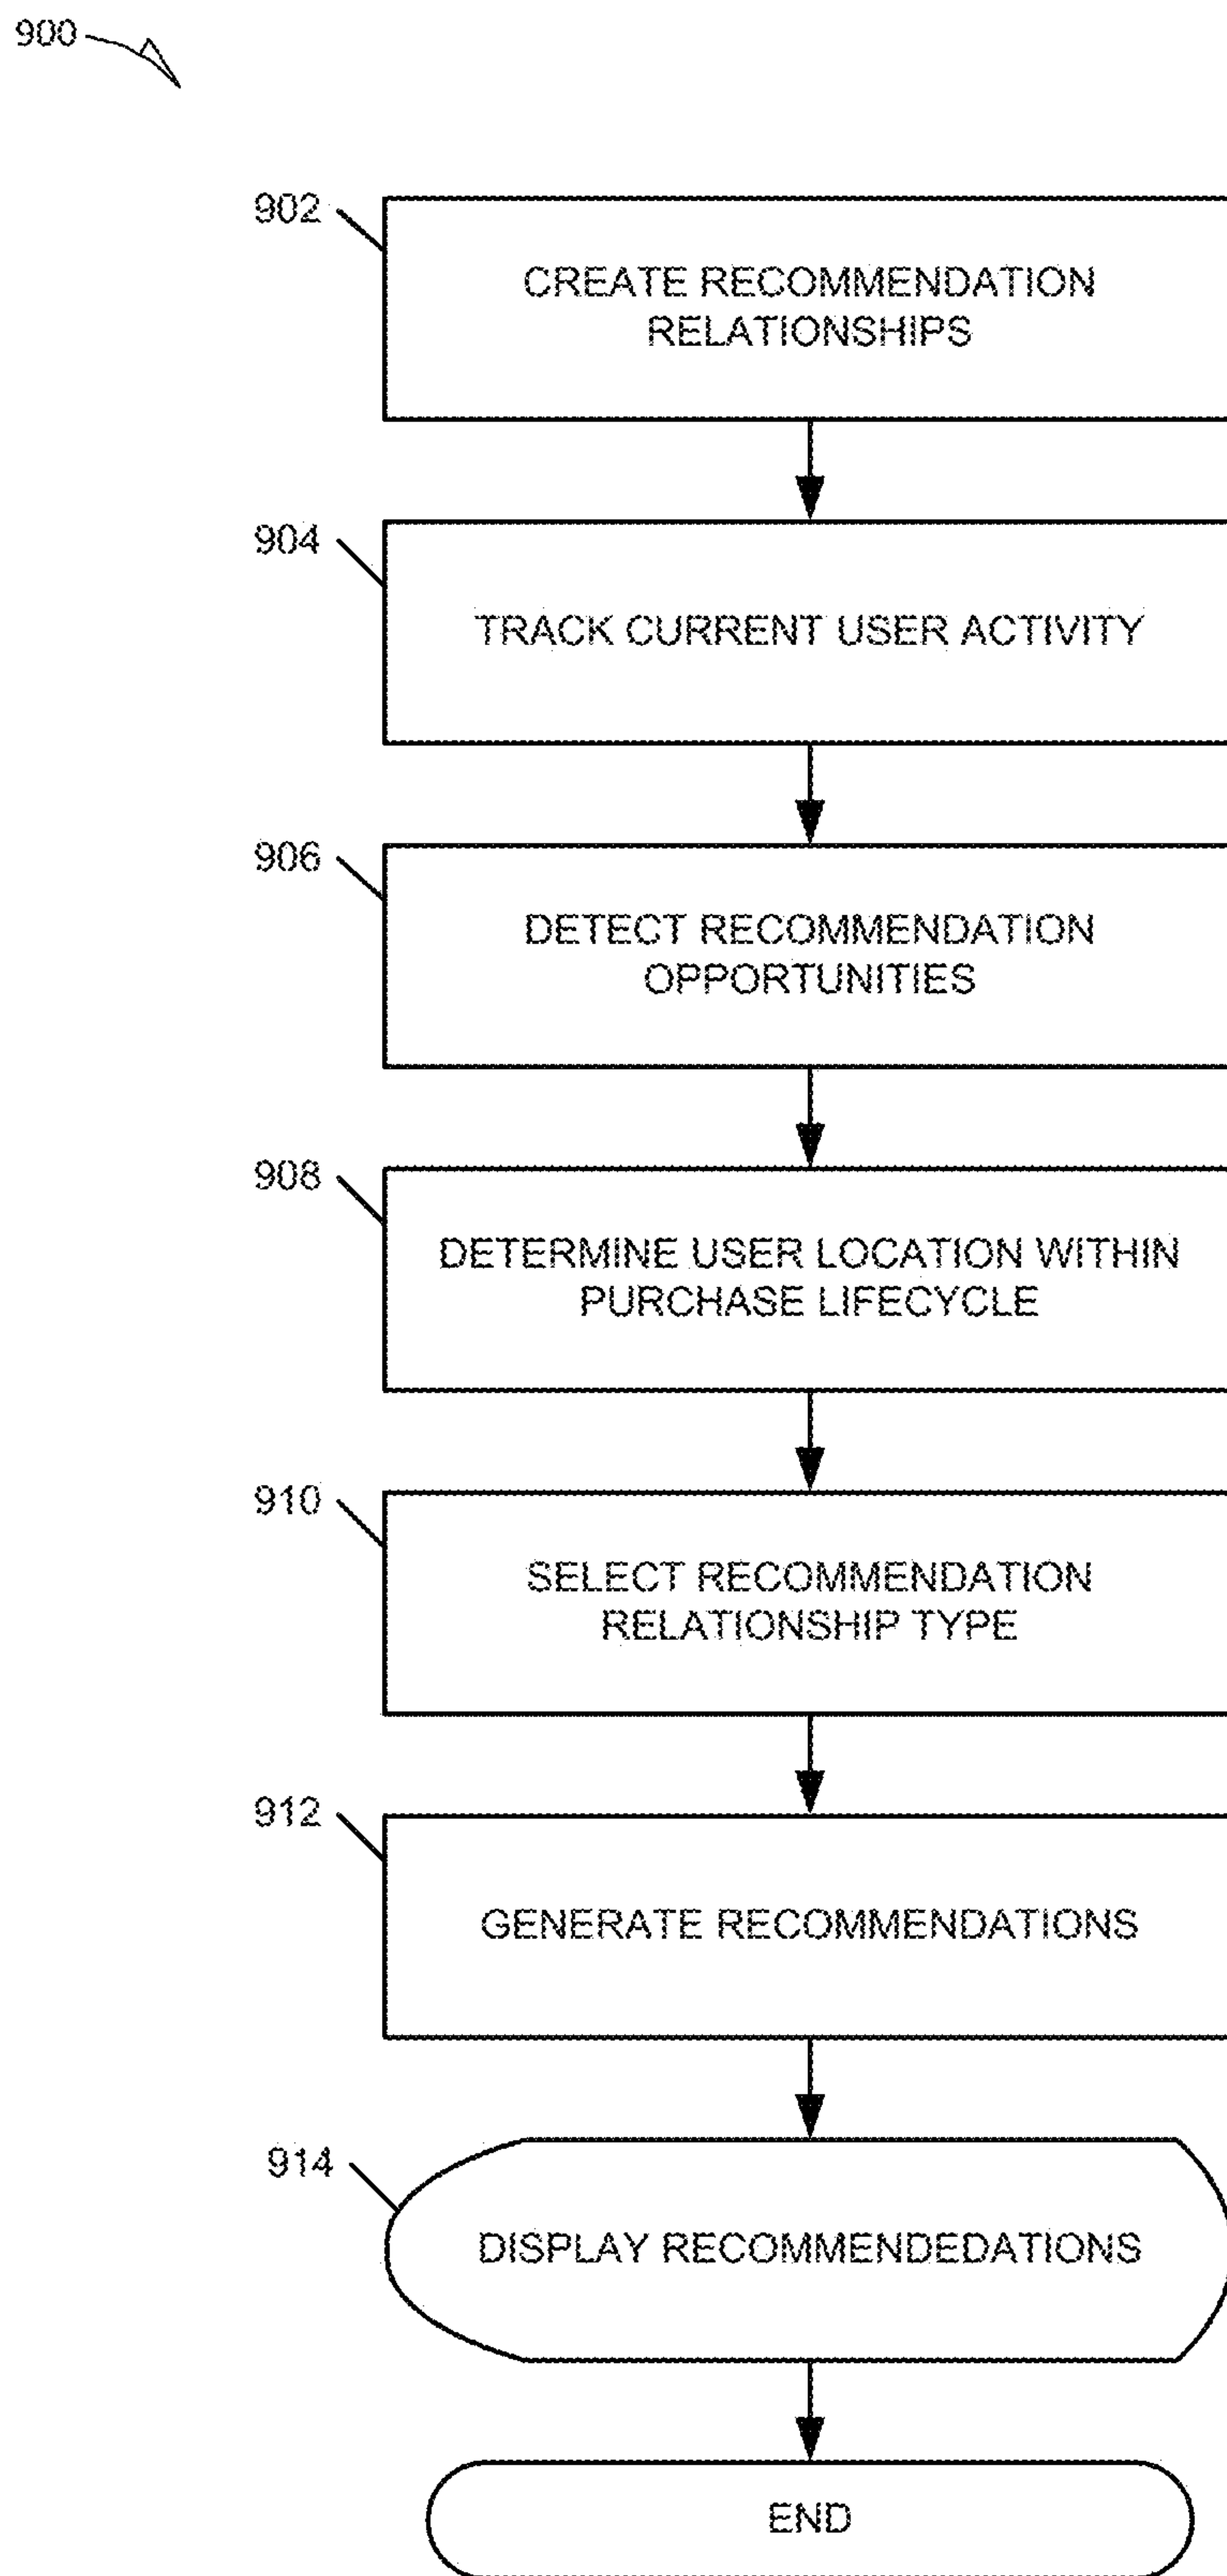 900
902
CREATE RECOMMENDATION
RELATIONSHIPS
904
TRACK CURRENT USER ACTIVITY
906
DETECT RECOMMENDATION
OPPORTUNITIES
908
DETERMINE USER LOCATION WITHIN
PURCHASE LIFECYCLE
910
SELECT RECOMMENDATION
RELATIONSHIP TYPE
912
GENERATE RECOMMENDATIONS
914
DISPLAY RECOMMENDEDATIONS
END